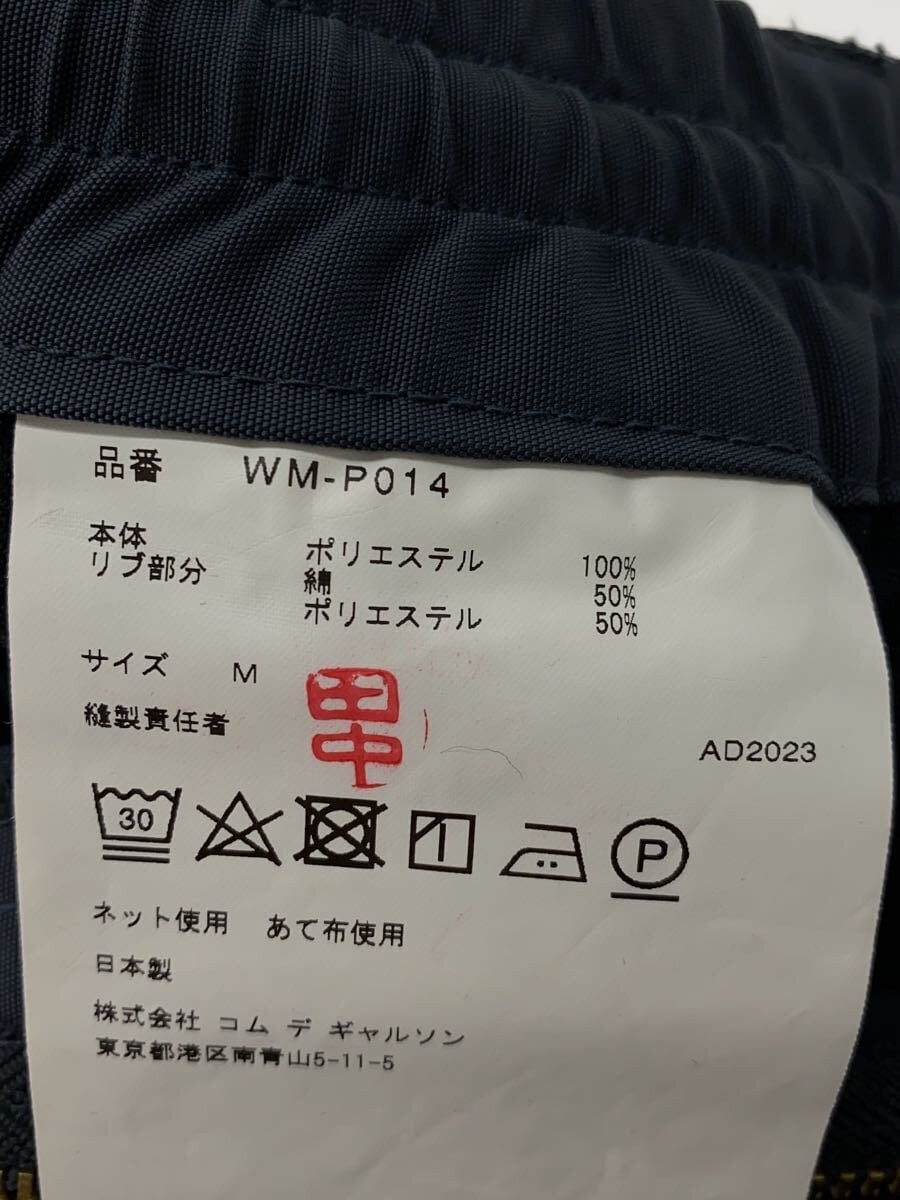 品番 WM-P014
本体 ポリエステル 100%
リブ部分 綿 50%
ポリエステル 50%
サイズ M
縫製責任者 田中
AD2023
30
P
ネット使用 あて布使用
日本製
株式会社 コム デ ギャルソン
東京都港区南青山5-11-5